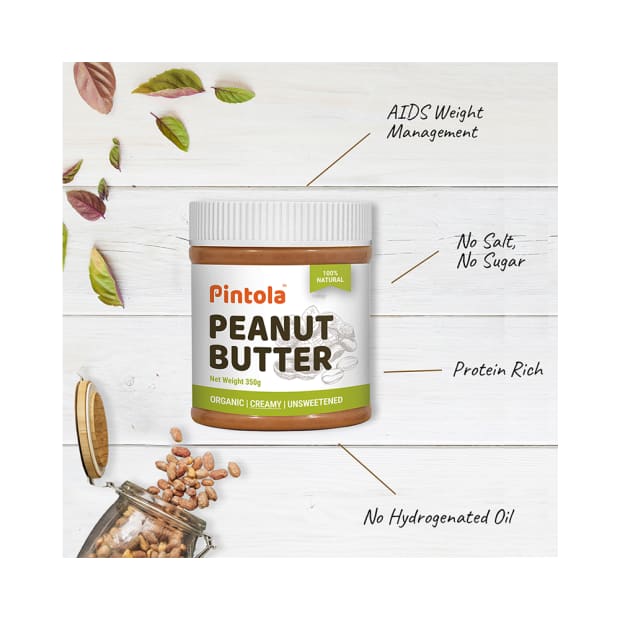 AIDS Weight
Management
No Salt,
No Sugar
100%
NATURAL
Pintola™
PEANUT
BUTTER
Net Weight 350g
ORGANIC | CREAMY | UNSWEETENED
Protein Rich
No Hydrogenated Oil